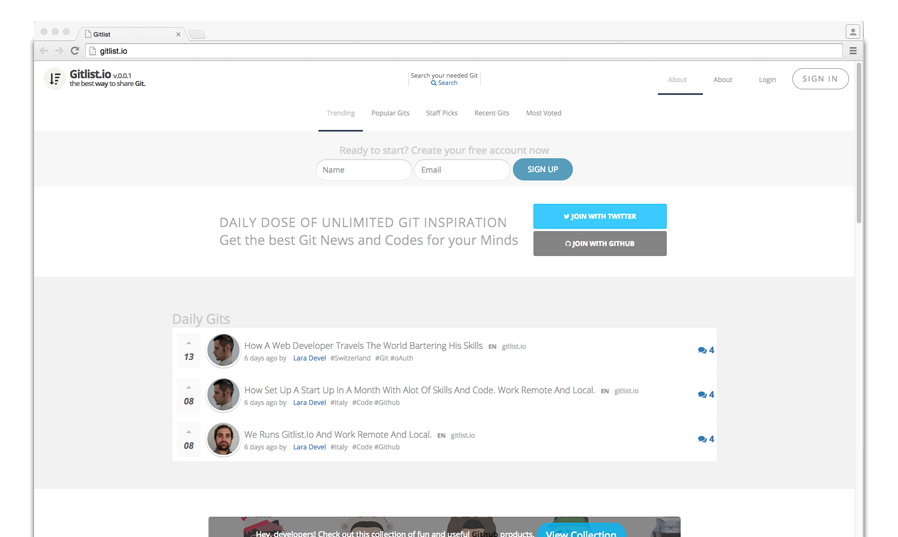 Gitlist
gitlist.io
Gitlist.io v.0.0.1
the best way to share Git.
Search your needed Git
Search
About
About
Login
SIGN IN
Trending
Popular Gits
Staff Picks
Recent Gits
Most Voted
Ready to start? Create your free account now
Name
Email
SIGN UP
DAILY DOSE OF UNLIMITED GIT INSPIRATION
Get the best Git News and Codes for your Minds
JOIN WITH TWITTER
JOIN WITH GITHUB
Daily Gits
13
How A Web Developer Travels The World Bartering His Skills EN gitlist.io
6 days ago by Lara Devel #Switzerland #Git #oAuth
4
08
How Set Up A Start Up In A Month With Alot Of Skills And Code. Work Remote And Local. EN gitlist.io
6 days ago by Lara Devel #Italy #Code #Github
4
08
We Runs Gitlist.Io And Work Remote And Local. EN gitlist.io
6 days ago by Lara Devel #Italy #Code #Github
4
Hey, developers! Check out this collection of fun and useful Github products.
View Collection